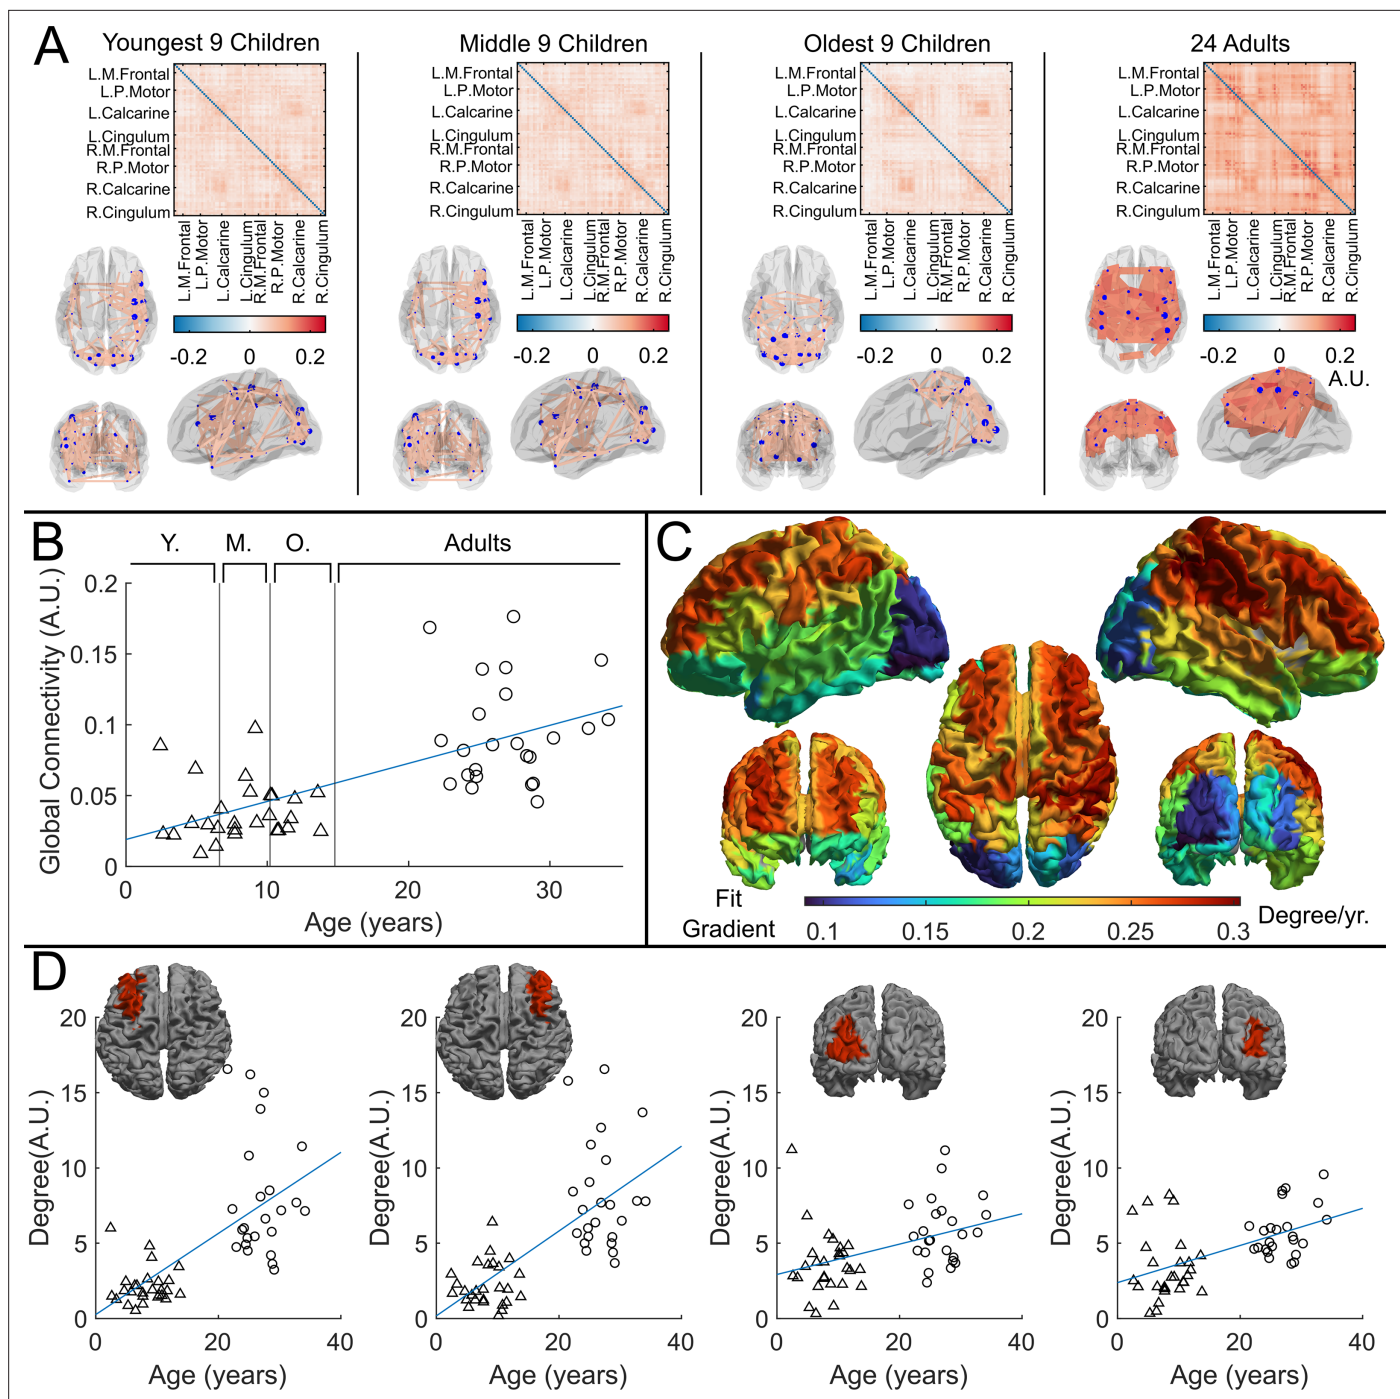 A
Youngest 9 Children
Middle 9 Children
Oldest 9 Children
24 Adults
L.M.Frontal
L.P.Motor
L.Calcarine
L.Cingulum
R.M.Frontal
R.P.Motor
R.Calcarine
R.Cingulum
L.M.Frontal
L.P.Motor
L.Calcarine
L.Cingulum
R.M.Frontal
R.P.Motor
R.Calcarine
R.Cingulum
-0.2 0 0.2
L.M.Frontal
L.P.Motor
L.Calcarine
L.Cingulum
R.M.Frontal
R.P.Motor
R.Calcarine
R.Cingulum
L.M.Frontal
L.P.Motor
L.Calcarine
L.Cingulum
R.M.Frontal
R.P.Motor
R.Calcarine
R.Cingulum
-0.2 0 0.2
L.M.Frontal
L.P.Motor
L.Calcarine
L.Cingulum
R.M.Frontal
R.P.Motor
R.Calcarine
R.Cingulum
L.M.Frontal
L.P.Motor
L.Calcarine
L.Cingulum
R.M.Frontal
R.P.Motor
R.Calcarine
R.Cingulum
-0.2 0 0.2
L.M.Frontal
L.P.Motor
L.Calcarine
L.Cingulum
R.M.Frontal
R.P.Motor
R.Calcarine
R.Cingulum
L.M.Frontal
L.P.Motor
L.Calcarine
L.Cingulum
R.M.Frontal
R.P.Motor
R.Calcarine
R.Cingulum
-0.2 0 0.2
A.U.
B
Y. M. O. Adults
Global Connectivity (A.U.)
0.2
0.15
0.1
0.05
0
0 10 20 30
Age (years)
C
Fit
Gradient
0.1 0.15 0.2 0.25 0.3
Degree/yr.
D
Degree(A.U.)
20
15
10
5
0
0 20 40
Age (years)
Degree(A.U.)
20
15
10
5
0
0 20 40
Age (years)
Degree(A.U.)
20
15
10
5
0
0 20 40
Age (years)
Degree(A.U.)
20
15
10
5
0
0 20 40
Age (years)